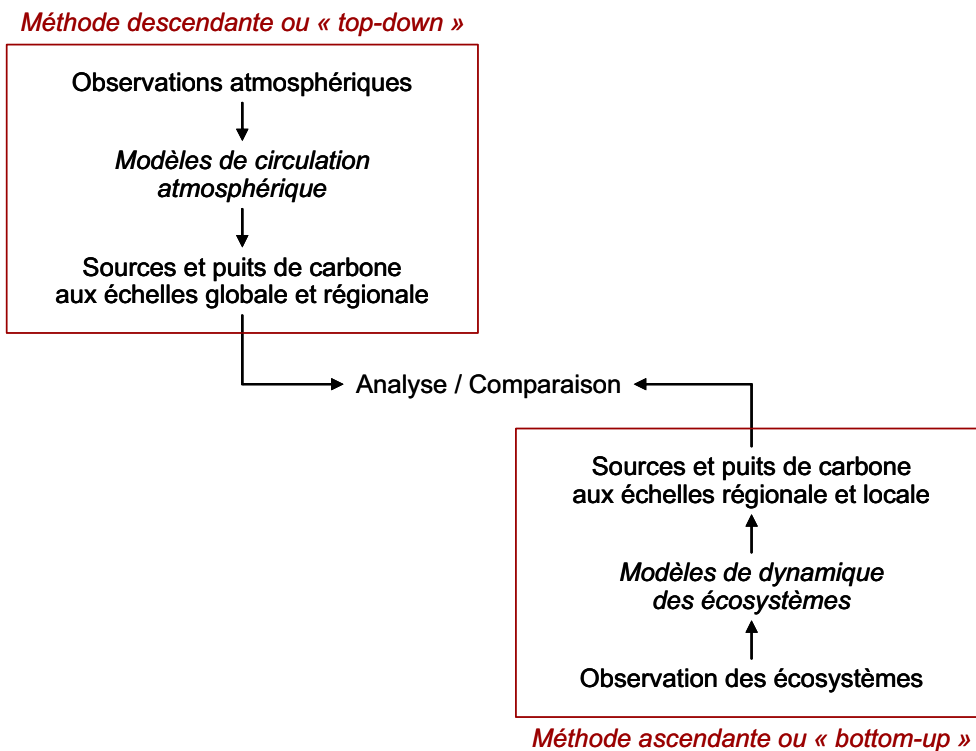 Méthode descendante ou « top-down »
Observations atmosphériques
Modèles de circulation
atmosphérique
Sources et puits de carbone
aux échelles globale et régionale
Analyse / Comparaison
Sources et puits de carbone
aux échelles régionale et locale
Modèles de dynamique
des écosystèmes
Observation des écosystèmes
Méthode ascendante ou « bottom-up »